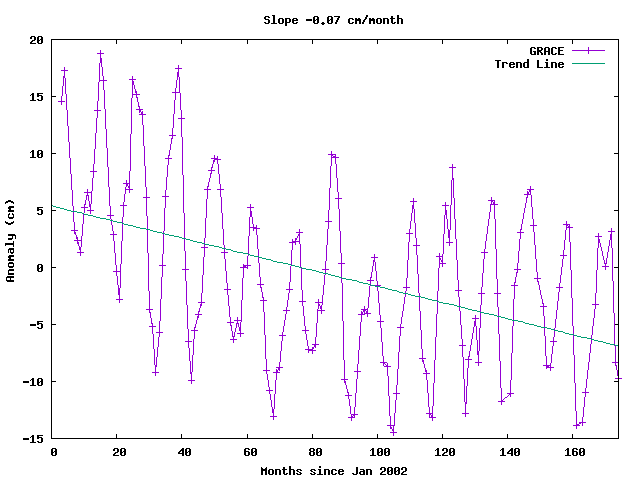 Slope -0.07 cm/month
GRACE
Trend Line
20
15
10
5
0
-5
-10
-15
Anomaly (cm)
0 20 40 60 80 100 120 140 160
Months since Jan 2002